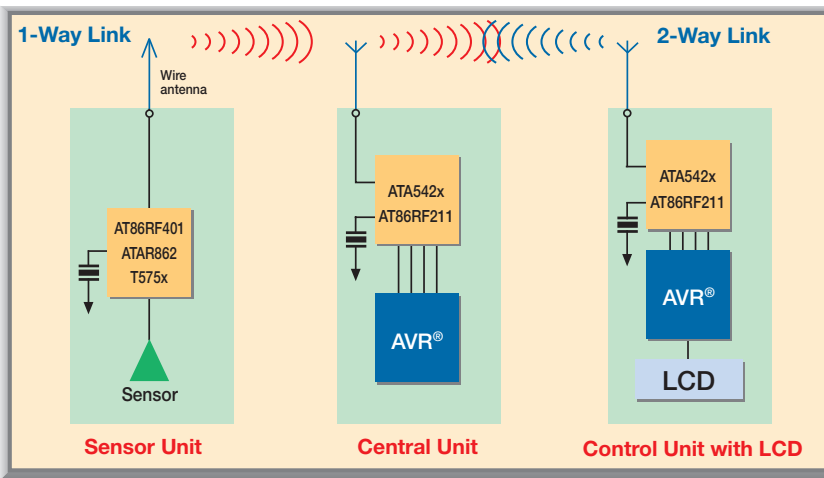 1-Way Link
2-Way Link
Wire
antenna
AT86RF401
ATAR862
T575x
Sensor
Sensor Unit
ATA542x
AT86RF211
AVR®
Central Unit
ATA542x
AT86RF211
AVR®
LCD
Control Unit with LCD